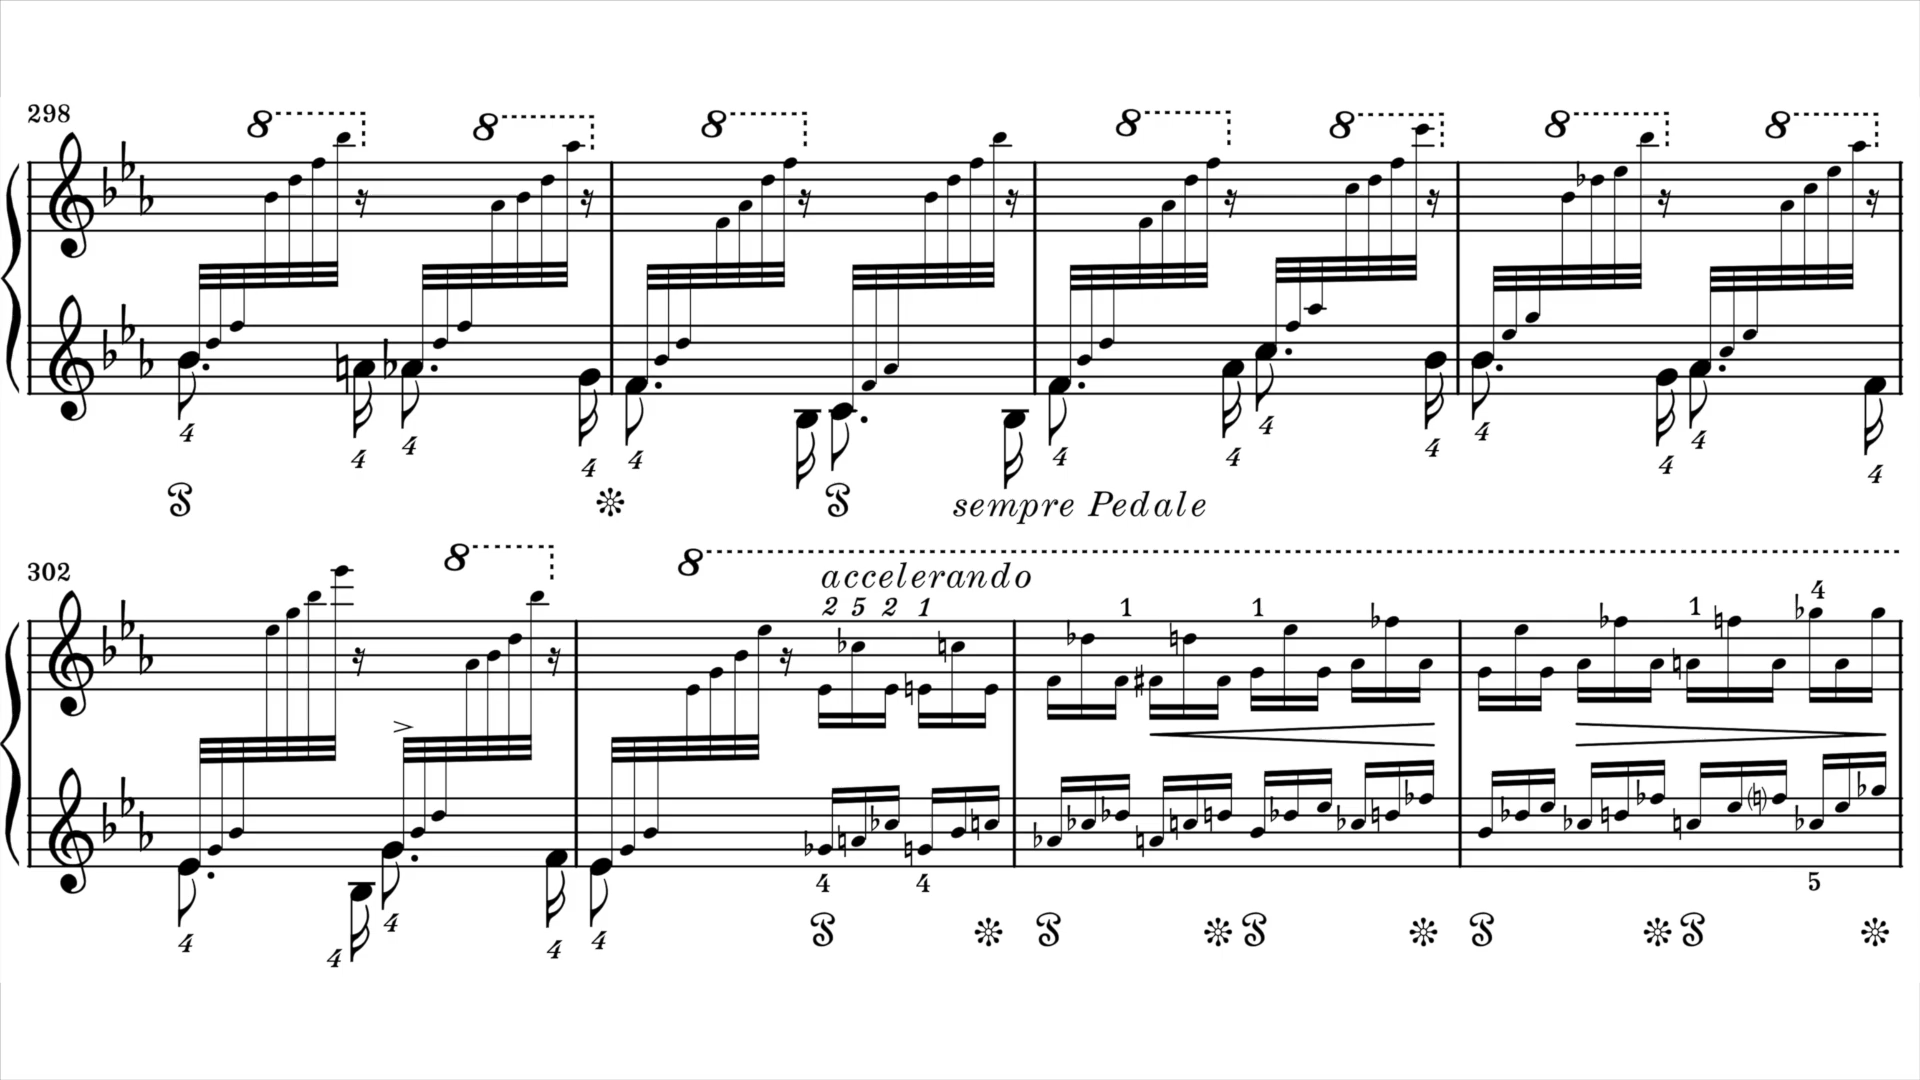 298
8 8 8 8 8 8 8
4 4 4 4 4 4 4 4 4 4 4 4
sempre Pedale
302
8 8
accelerando
2 5 2 1 1 1 1 4
4 4 5
4 4 4 4 4